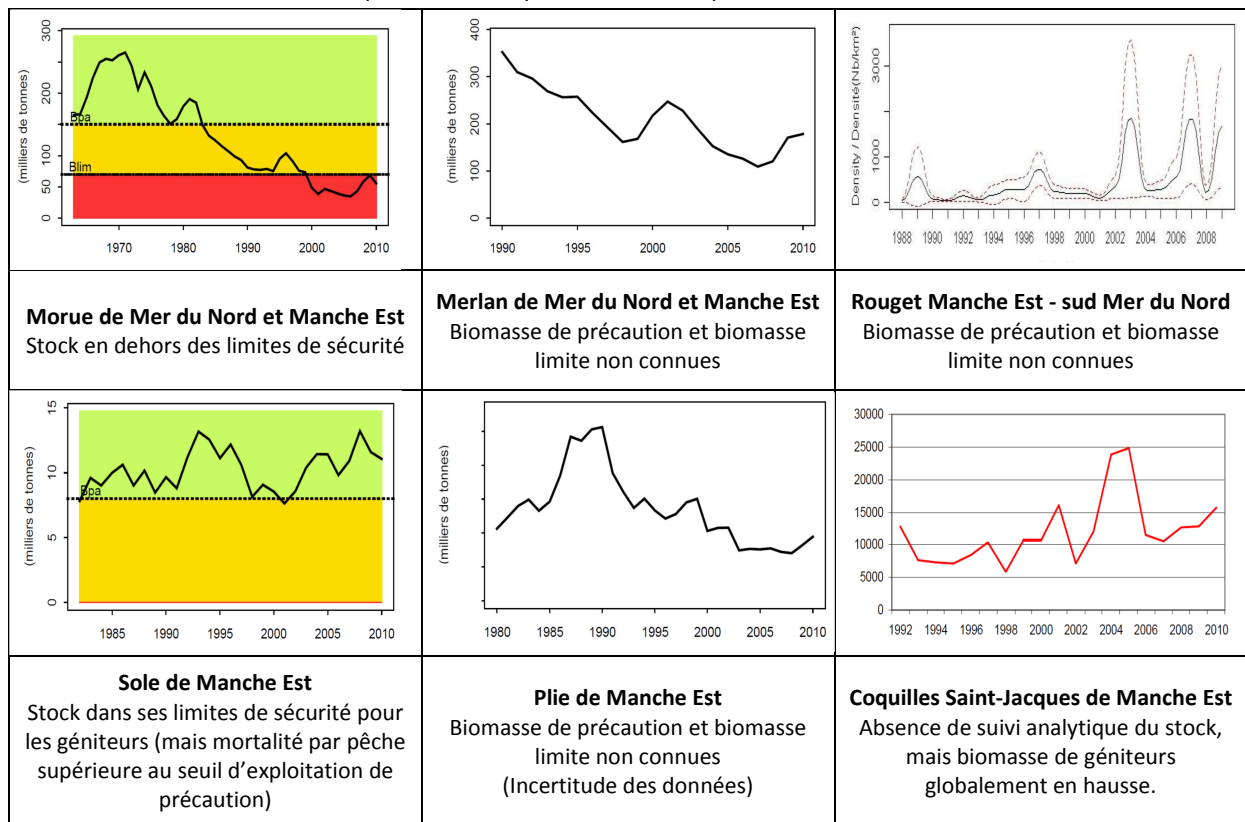 300
200
150
100
50
0
(milliers de tonnes)
Bpa
Blim
1970
1980
1990
2000
2010
400
300
200
100
0
(milliers de tonnes)
1990
1995
2000
2005
2010
3000
1000
0
Density / Densité(Nb/km²)
1988
1990
1992
1994
1996
1998
2000
2002
2004
2006
2008
Morue de Mer du Nord et Manche Est
Stock en dehors des limites de sécurité
Merlan de Mer du Nord et Manche Est
Biomasse de précaution et biomasse
limite non connues
Rouget Manche Est - sud Mer du Nord
Biomasse de précaution et biomasse
limite non connues
15
10
5
0
(milliers de tonnes)
Bpa
1985
1990
1995
2000
2005
2010
(milliers de tonnes)
1980
1985
1990
1995
2000
2005
2010
30000
25000
20000
15000
10000
5000
0
1992
1994
1996
1998
2000
2002
2004
2006
2008
2010
Sole de Manche Est
Stock dans ses limites de sécurité pour
les géniteurs (mais mortalité par pêche
supérieure au seuil d’exploitation de
précaution)
Plie de Manche Est
Biomasse de précaution et biomasse
limite non connues
(Incertitude des données)
Coquilles Saint-Jacques de Manche Est
Absence de suivi analytique du stock,
mais biomasse de géniteurs
globalement en hausse.